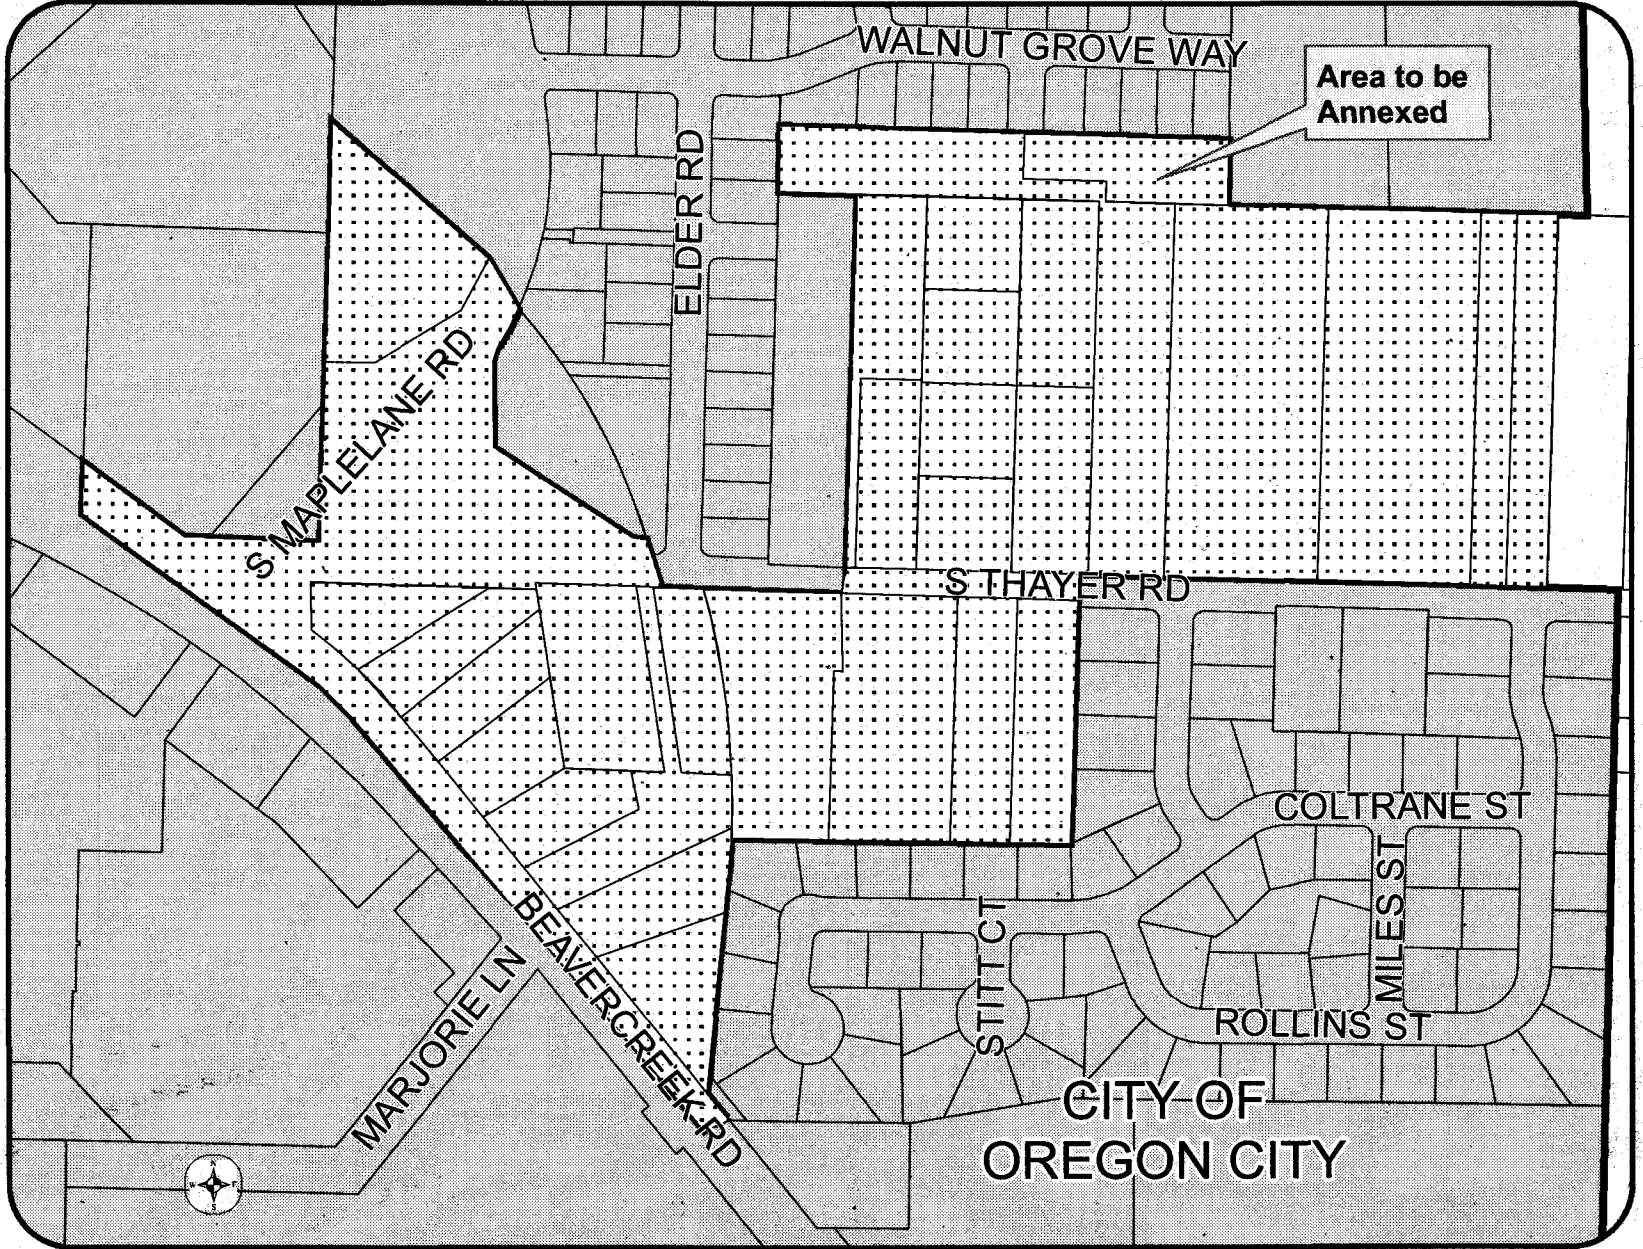 WALNUT GROVE WAY
Area to be
Annexed
ELDER RD
S MAPLELANE RD
S THAYER RD
COLTRANE ST
MILES ST
STITT CT
BEAVERCREEK RD
MARJORIE LN
ROLLINS ST
CITY OF
OREGON CITY
N
W
E
S